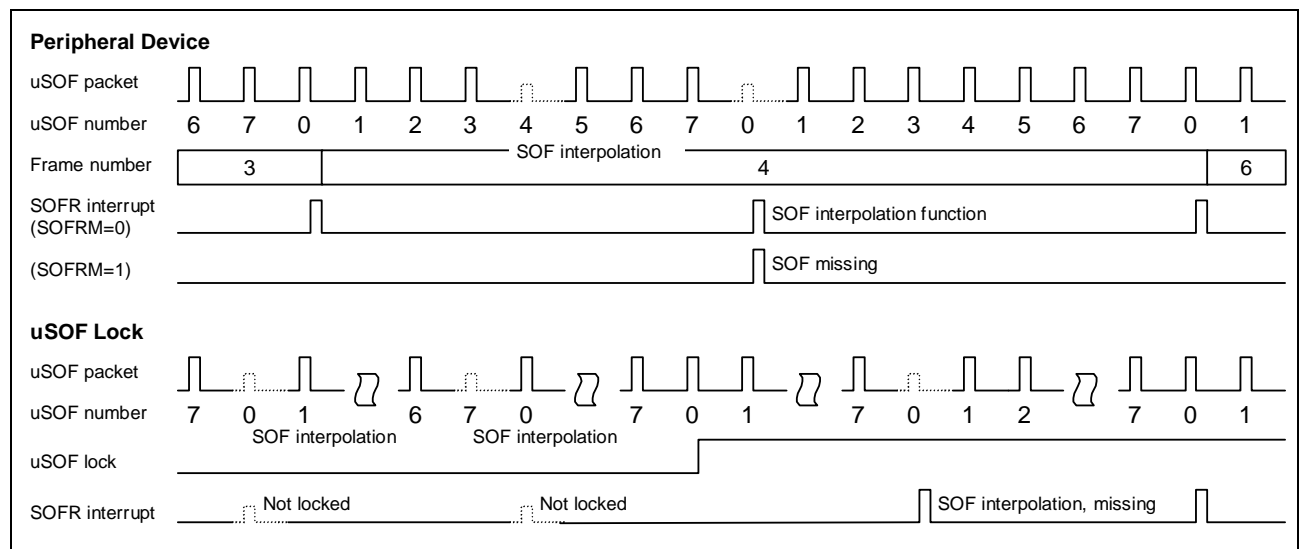 Peripheral Device
uSOF packet
uSOF number 6 7 0 1 2 3 4 5 6 7 0 1 2 3 4 5 6 7 0 1
SOF interpolation
Frame number 3 4 6
SOFR interrupt
(SOFRM=0)
SOF interpolation function
(SOFRM=1)
SOF missing
uSOF Lock
uSOF packet
uSOF number 7 0 1 6 7 0 7 0 1 7 0 1 2 7 0 1
SOF interpolation SOF interpolation
uSOF lock
SOFR interrupt Not locked Not locked SOF interpolation, missing